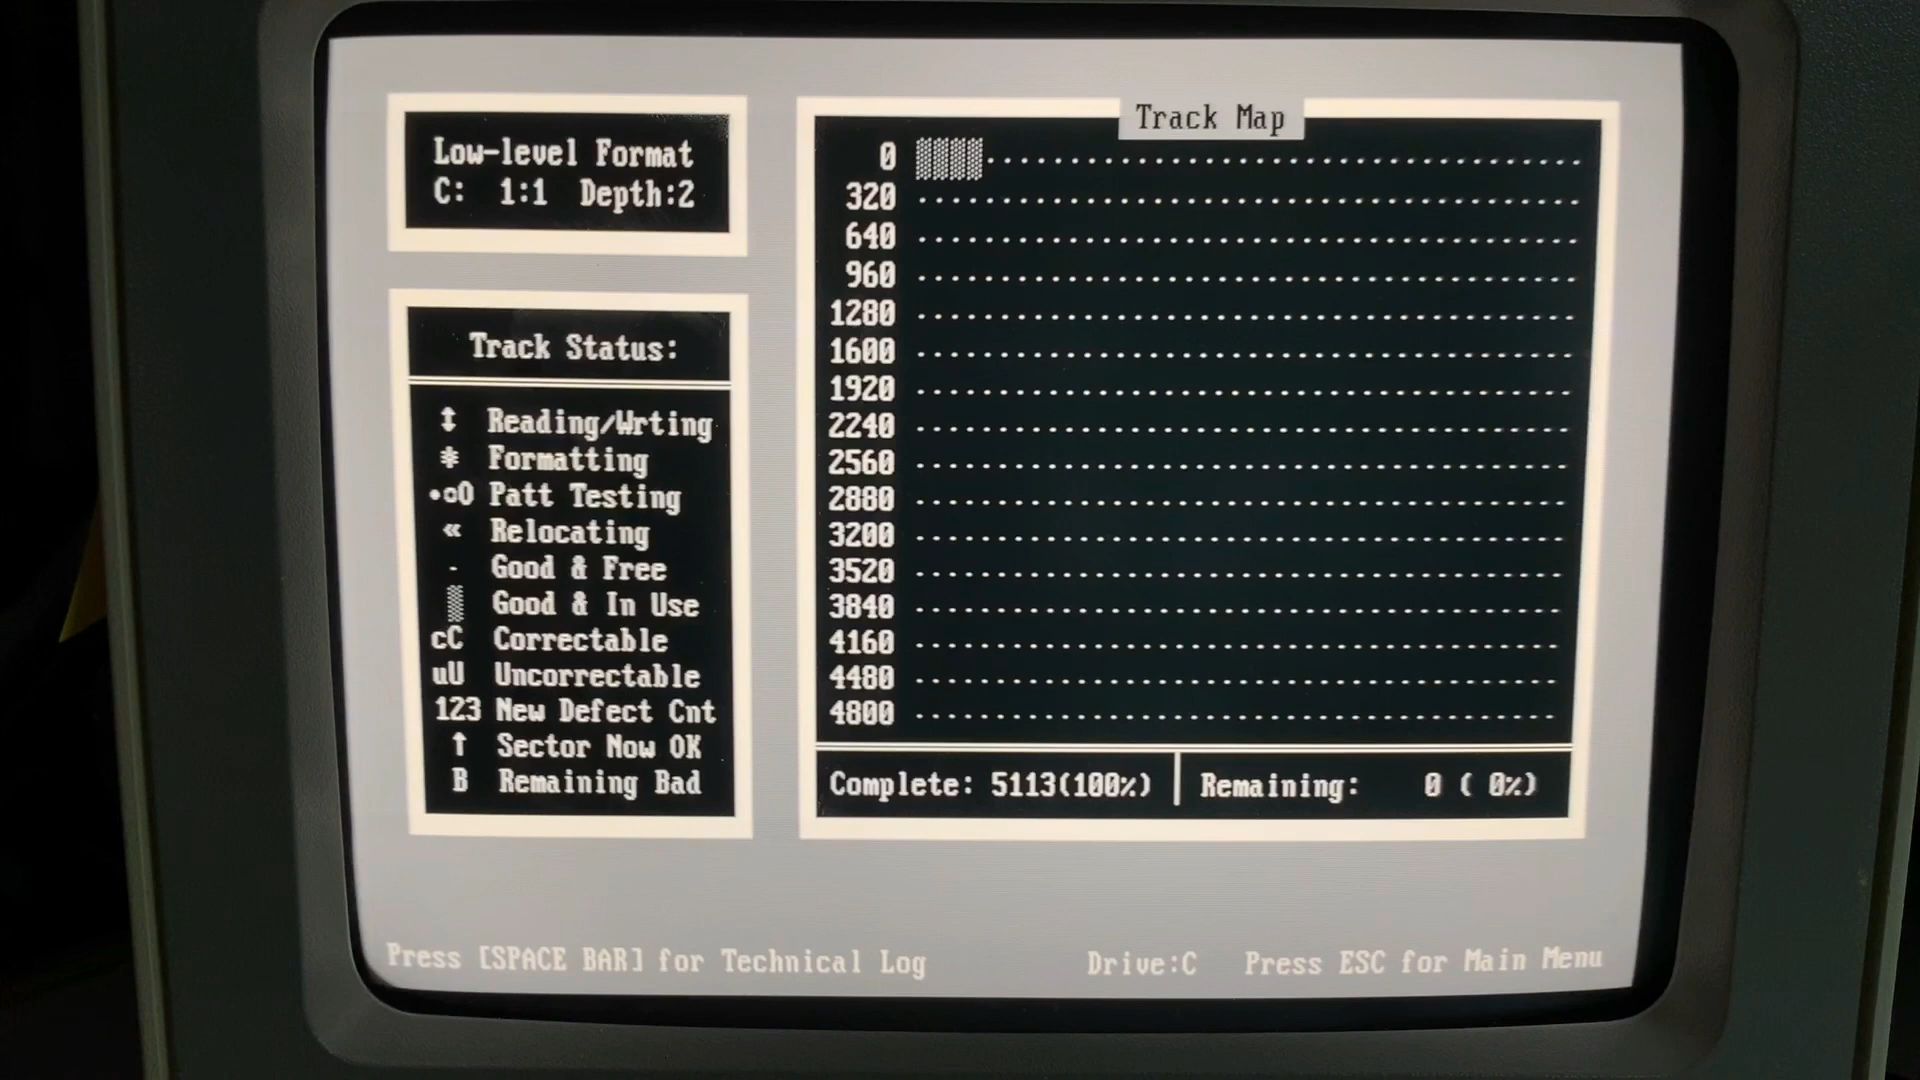 Low-level Format
C: 1:1 Depth:2
Track Status:
↕ Reading/Wrting
* Formatting
•○O Patt Testing
« Relocating
· Good & Free
▒ Good & In Use
cC Correctable
uU Uncorrectable
123 New Defect Cnt
↑ Sector Now OK
B Remaining Bad
Track Map
0
320
640
960
1280
1600
1920
2240
2560
2880
3200
3520
3840
4160
4480
4800
Complete: 5113(100%)
Remaining: 0 ( 0%)
Press [SPACE BAR] for Technical Log
Drive:C
Press ESC for Main Menu